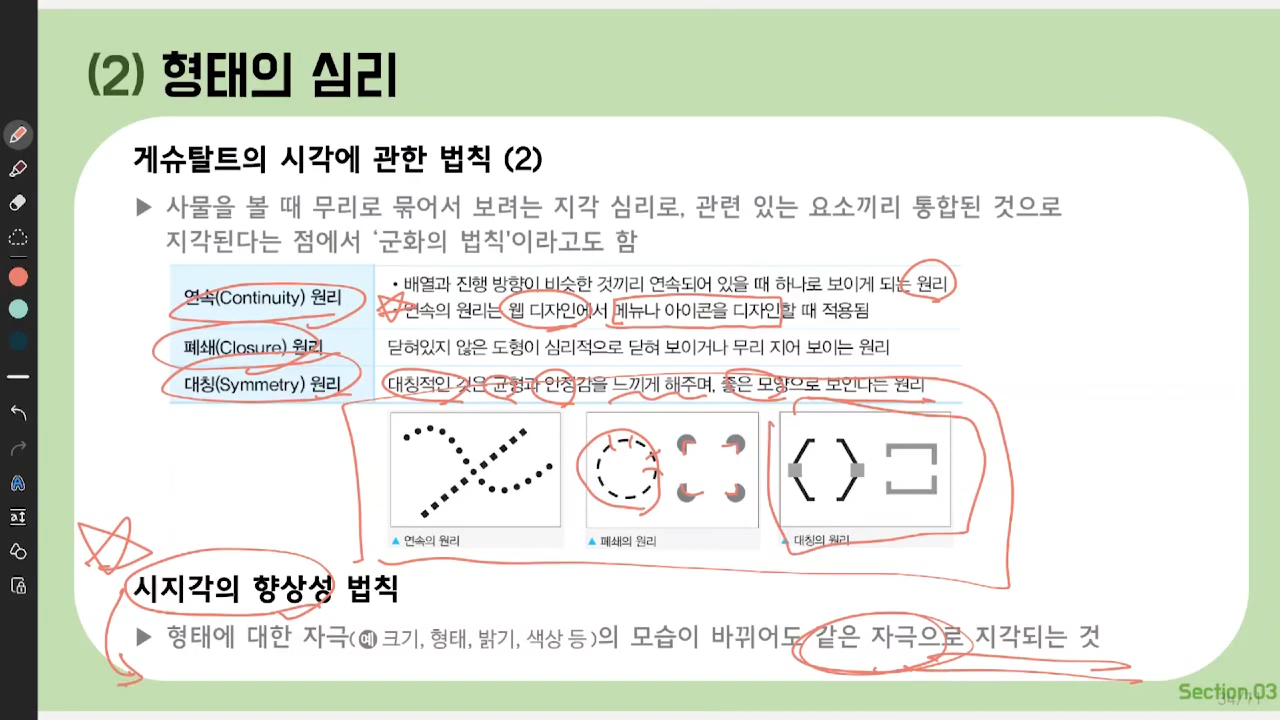 (2) 형태의 심리
게슈탈트의 시각에 관한 법칙 (2)
▶ 사물을 볼 때 무리로 묶어서 보려는 지각 심리로, 관련 있는 요소끼리 통합된 것으로
지각된다는 점에서 ‘군화의 법칙'이라고도 함
연속(Continuity) 원리
• 배열과 진행 방향이 비슷한 것끼리 연속되어 있을 때 하나로 보이게 되는 원리
• 연속의 원리는 웹 디자인에서 메뉴나 아이콘을 디자인할 때 적용됨
폐쇄(Closure) 원리
닫혀있지 않은 도형이 심리적으로 닫혀 보이거나 무리 지어 보이는 원리
대칭(Symmetry) 원리
대칭적인 것은 균형과 안정감을 느끼게 해주며, 좋은 모양으로 보인다는 원리
▲ 연속의 원리
▲ 폐쇄의 원리
▲ 대칭의 원리
시지각의 향상성 법칙
▶ 형태에 대한 자극(예 크기, 형태, 밝기, 색상 등)의 모습이 바뀌어도 같은 자극으로 지각되는 것
Section.03
34/71